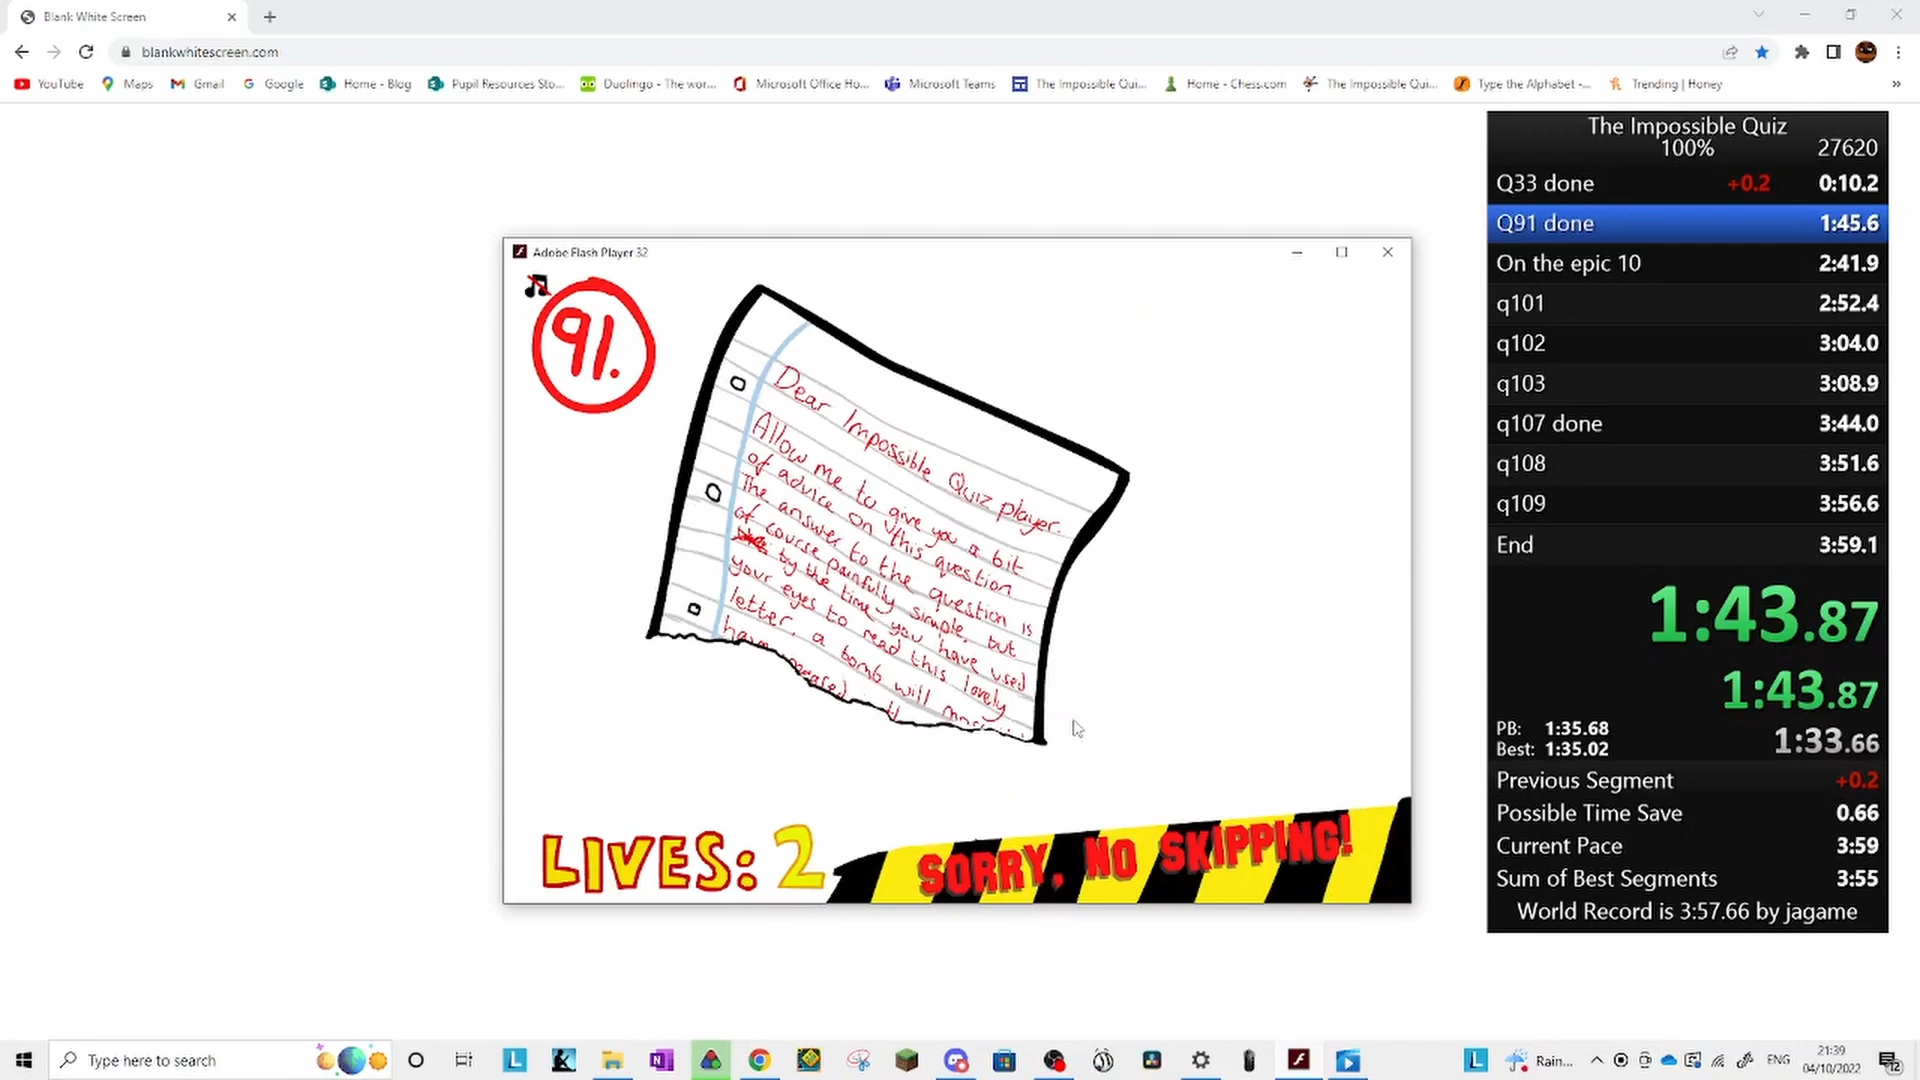 Blank White Screen
blankwhitescreen.com
YouTube Maps Gmail Google Home - Blog Pupil Resources Sto... Duolingo - The wor... Microsoft Office Ho... Microsoft Teams The Impossible Qui... Home - Chess.com The Impossible Qui... Type the Alphabet -... Trending | Honey »
Adobe Flash Player 32
91.
Dear Impossible Quiz player.
Allow me to give you a bit
of advice on this question
The answer to the question is
of course painfully simple, but
by the time you have used
your eyes to read this lovely
letter, a bomb will
have
LIVES: 2
SORRY, NO SKIPPING!
The Impossible Quiz
100% 27620
Q33 done +0.2 0:10.2
Q91 done 1:45.6
On the epic 10 2:41.9
q101 2:52.4
q102 3:04.0
q103 3:08.9
q107 done 3:44.0
q108 3:51.6
q109 3:56.6
End 3:59.1
1:43.87
1:43.87
PB: 1:35.68
Best: 1:35.02
1:33.66
Previous Segment +0.2
Possible Time Save 0.66
Current Pace 3:59
Sum of Best Segments 3:55
World Record is 3:57.66 by jagame
Type here to search
Rain...
ENG
21:39
04/10/2022
12